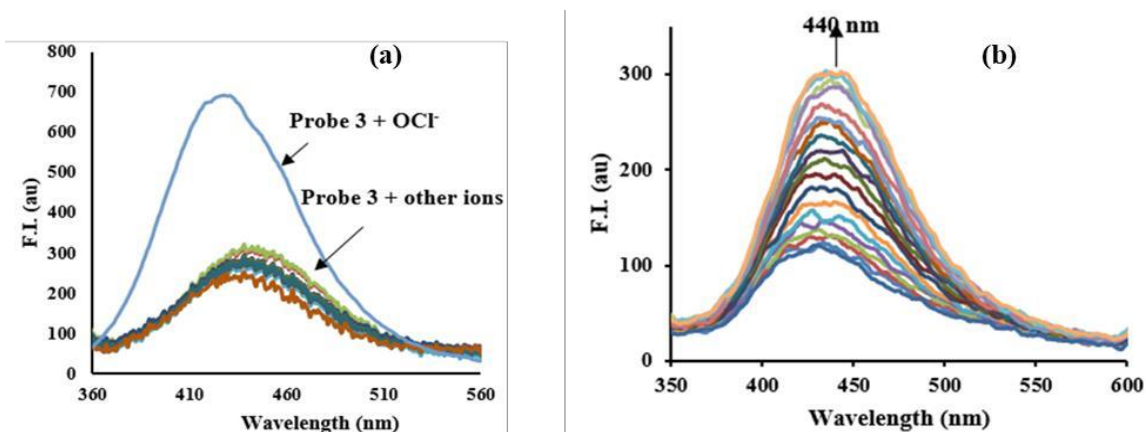 (a)
800
700
600
500
400
300
200
100
0
F.I. (au)
Probe 3 + OCl⁻
Probe 3 + other ions
360 410 460 510 560
Wavelength (nm)
440 nm
(b)
300
200
100
0
F.I. (au)
350 400 450 500 550 600
Wavelength (nm)